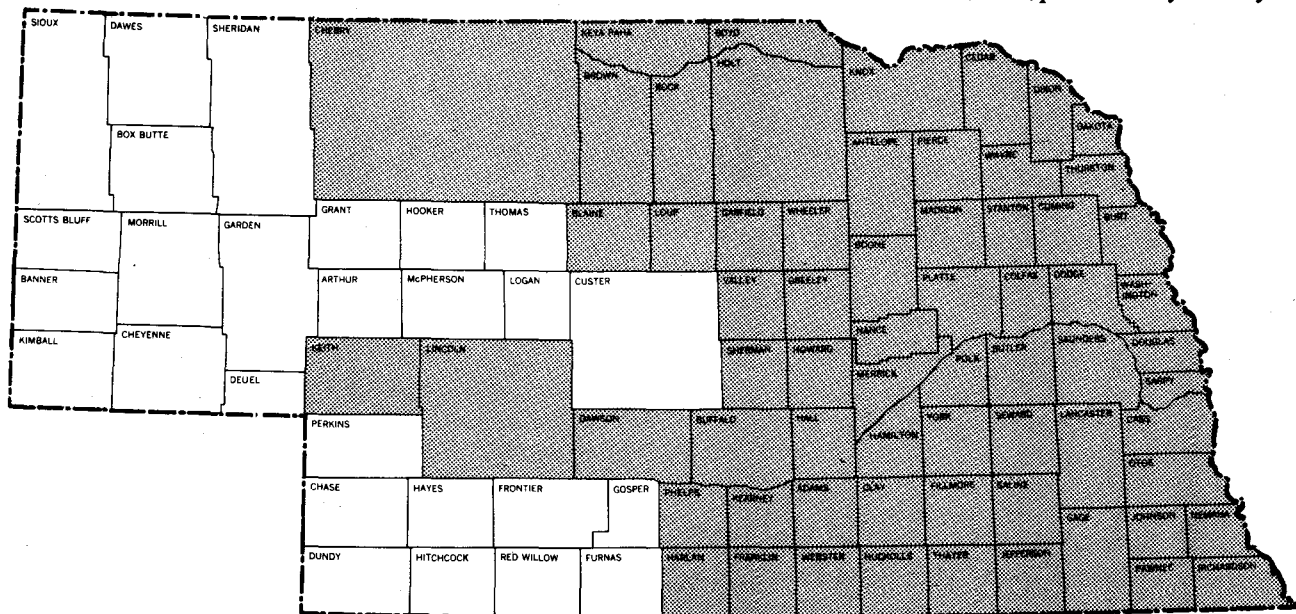 SIOUX
DAWES
SHERIDAN
CHERRY
KEYA PAHA
BOYD
BROWN
ROCK
HOLT
KNOX
CEDAR
DIXON
DAKOTA
BOX BUTTE
ANTELOPE
PIERCE
WAYNE
THURSTON
SCOTTS BLUFF
MORRILL
GARDEN
GRANT
HOOKER
THOMAS
BLAINE
LOUP
GARFIELD
WHEELER
MADISON
STANTON
CUMING
BURT
BOONE
BANNER
ARTHUR
McPHERSON
LOGAN
CUSTER
VALLEY
GREELEY
PLATTE
COLFAX
DODGE
WASH-
INGTON
KIMBALL
CHEYENNE
DEUEL
KEITH
LINCOLN
SHERMAN
HOWARD
NANCE
MERRICK
POLK
BUTLER
SAUNDERS
DOUGLAS
SARPY
PERKINS
DAWSON
BUFFALO
HALL
HAMILTON
YORK
SEWARD
LANCASTER
CASS
OTOE
CHASE
HAYES
FRONTIER
GOSPER
PHELPS
KEARNEY
ADAMS
CLAY
FILLMORE
SALINE
GAGE
JOHNSON
NEMAHA
DUNDY
HITCHCOCK
RED WILLOW
FURNAS
HARLAN
FRANKLIN
WEBSTER
NUCKOLLS
THAYER
JEFFERSON
PAWNEE
RICHARDSON